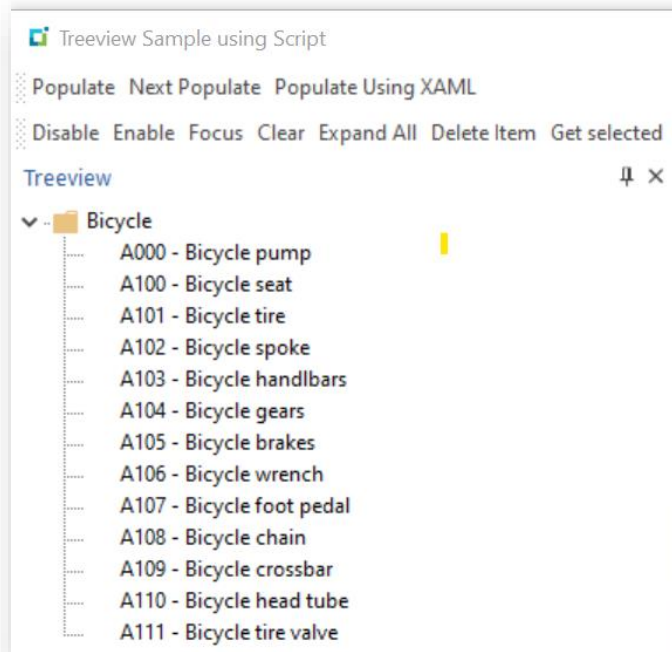 Treeview Sample using Script
Populate Next Populate Populate Using XAML
Disable Enable Focus Clear Expand All Delete Item Get selected
Treeview
Bicycle
A000 - Bicycle pump
A100 - Bicycle seat
A101 - Bicycle tire
A102 - Bicycle spoke
A103 - Bicycle handlbars
A104 - Bicycle gears
A105 - Bicycle brakes
A106 - Bicycle wrench
A107 - Bicycle foot pedal
A108 - Bicycle chain
A109 - Bicycle crossbar
A110 - Bicycle head tube
A111 - Bicycle tire valve